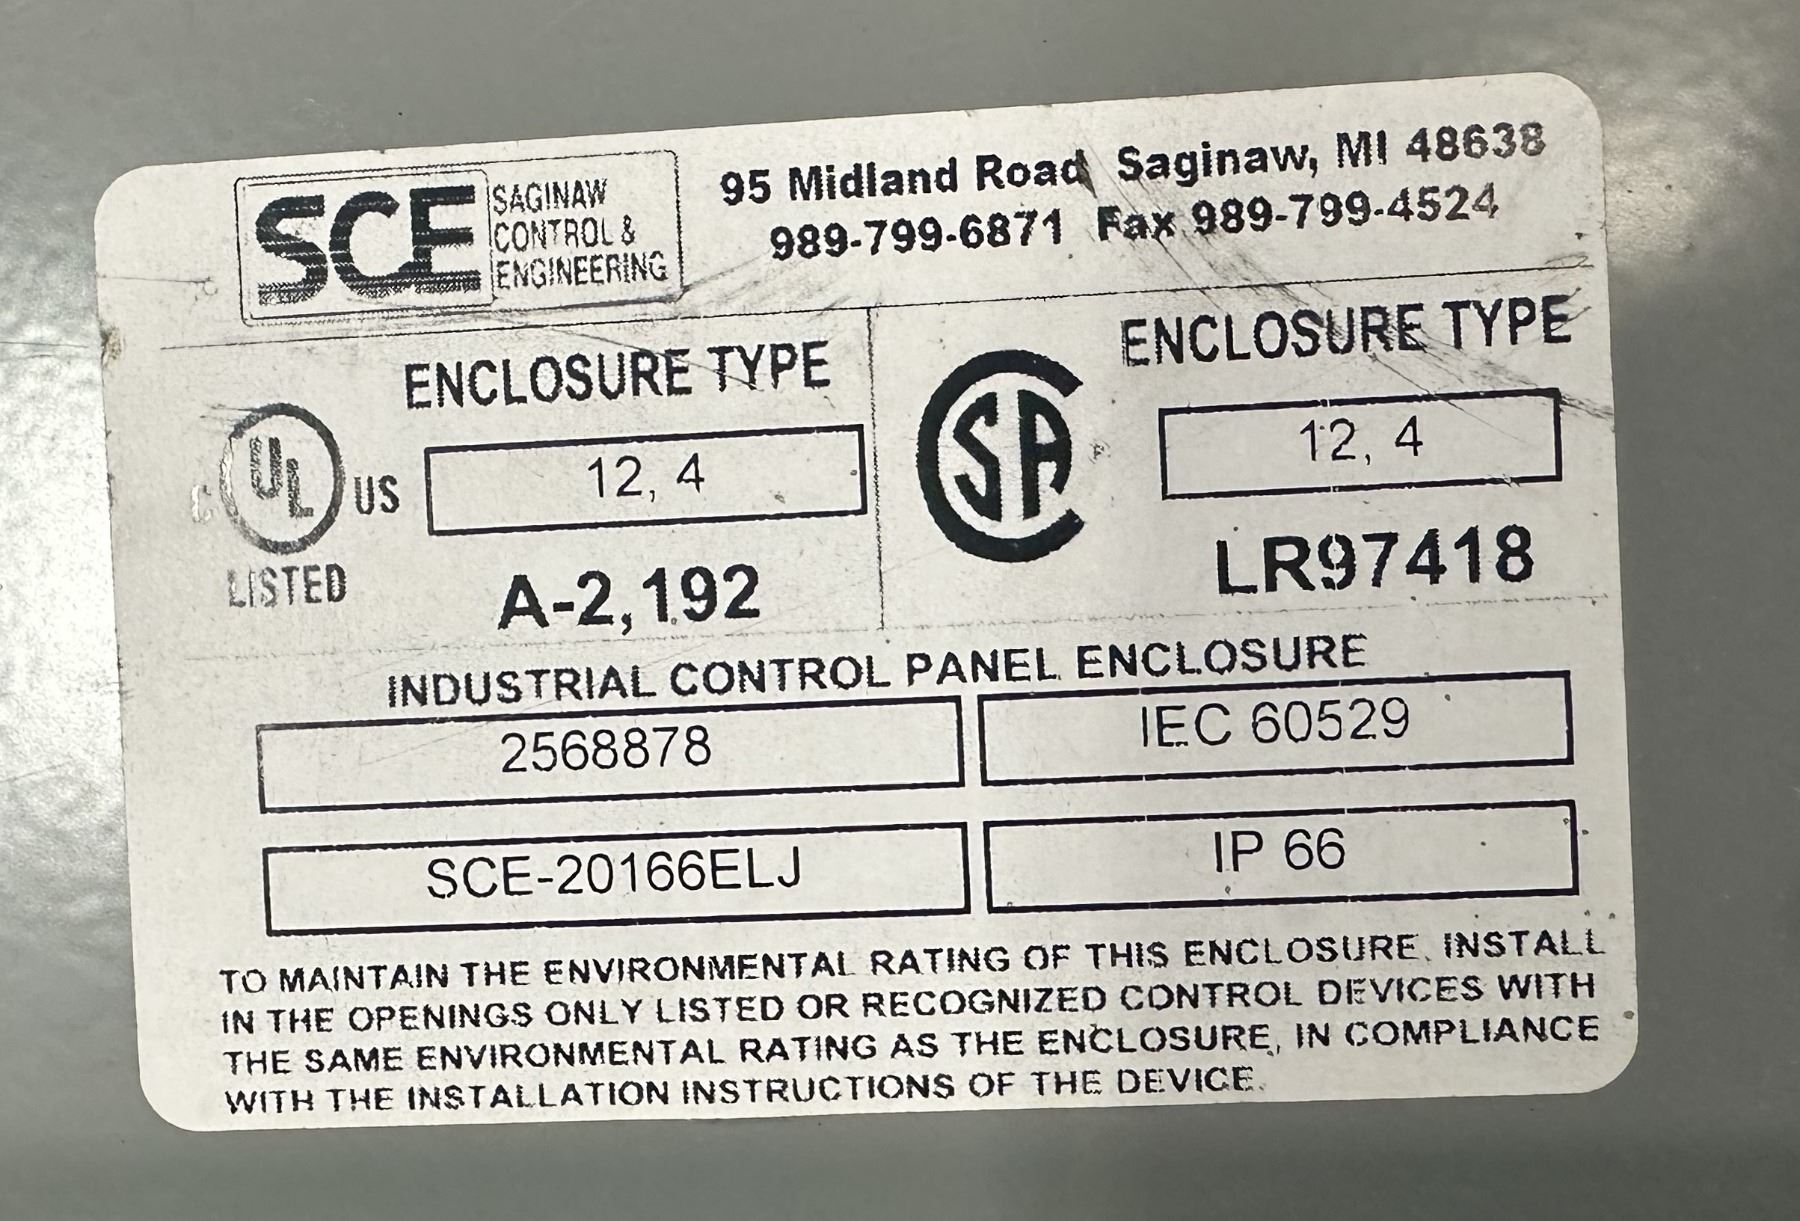 SCE
SAGINAW
CONTROL &
ENGINEERING
95 Midland Road Saginaw, MI 48638
989-799-6871 Fax 989-799-4524
ENCLOSURE TYPE
C UL US
LISTED
12, 4
A-2,192
ENCLOSURE TYPE
CSA
12, 4
LR97418
INDUSTRIAL CONTROL PANEL ENCLOSURE
2568878
IEC 60529
SCE-20166ELJ
IP 66
TO MAINTAIN THE ENVIRONMENTAL RATING OF THIS ENCLOSURE, INSTALL
IN THE OPENINGS ONLY LISTED OR RECOGNIZED CONTROL DEVICES WITH
THE SAME ENVIRONMENTAL RATING AS THE ENCLOSURE, IN COMPLIANCE
WITH THE INSTALLATION INSTRUCTIONS OF THE DEVICE.